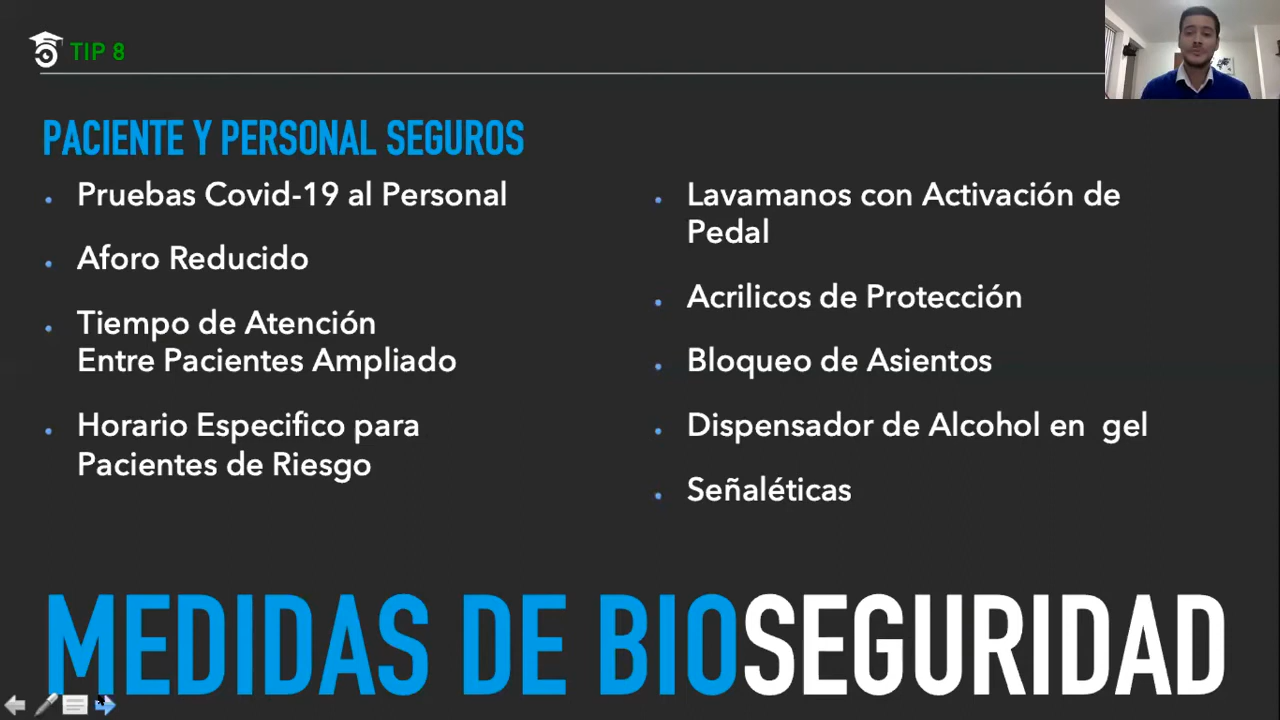 TIP 8
PACIENTE Y PERSONAL SEGUROS
Pruebas Covid-19 al Personal
Aforo Reducido
Tiempo de Atención
Entre Pacientes Ampliado
Horario Especifico para
Pacientes de Riesgo
Lavamanos con Activación de
Pedal
Acrilicos de Protección
Bloqueo de Asientos
Dispensador de Alcohol en  gel
Señaléticas
MEDIDAS DE BIOSEGURIDAD